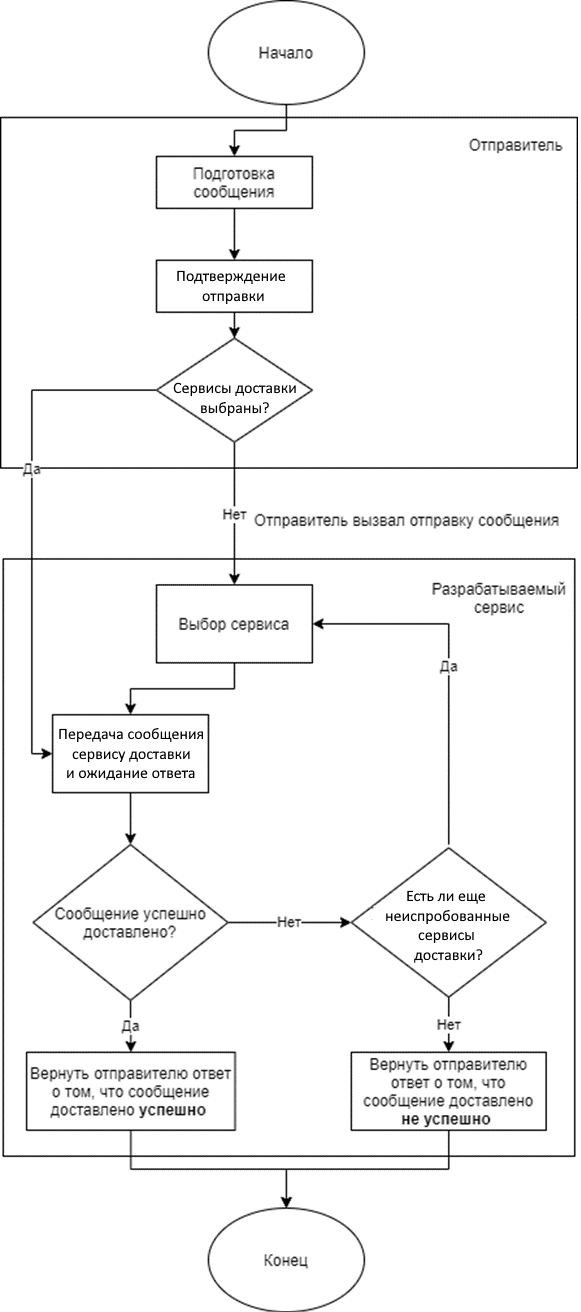 Начало
Отправитель
Подготовка
сообщения
Подтверждение
отправки
Сервисы доставки
выбраны?
Да
Нет
Отправитель вызвал отправку сообщения
Разрабатываемый
сервис
Выбор сервиса
Да
Передача сообщения
сервису доставки
и ожидание ответа
Сообщение успешно
доставлено?
Нет
Есть ли еще
неиспробованные
сервисы
доставки?
Да
Нет
Вернуть отправителю ответ
о том, что сообщение
доставлено успешно
Вернуть отправителю
ответ о том, что
сообщение доставлено
не успешно
Конец